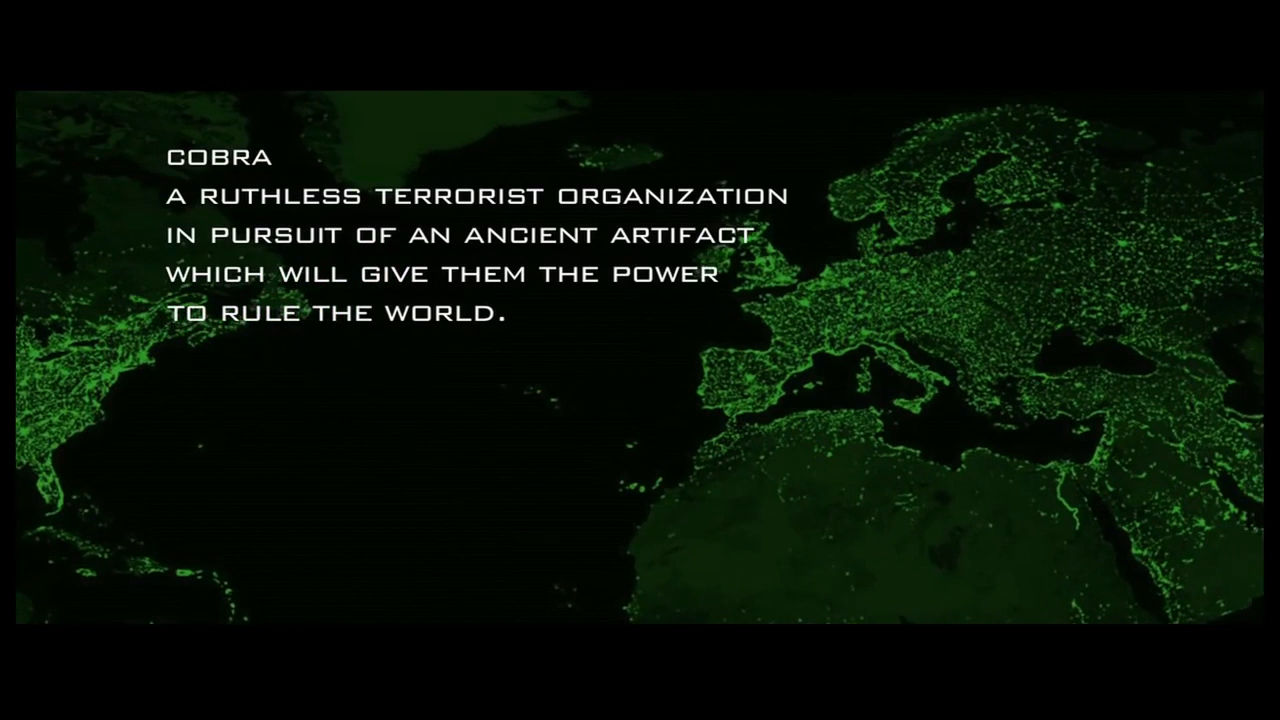 COBRA
A RUTHLESS TERRORIST ORGANIZATION
IN PURSUIT OF AN ANCIENT ARTIFACT
WHICH WILL GIVE THEM THE POWER
TO RULE THE WORLD.